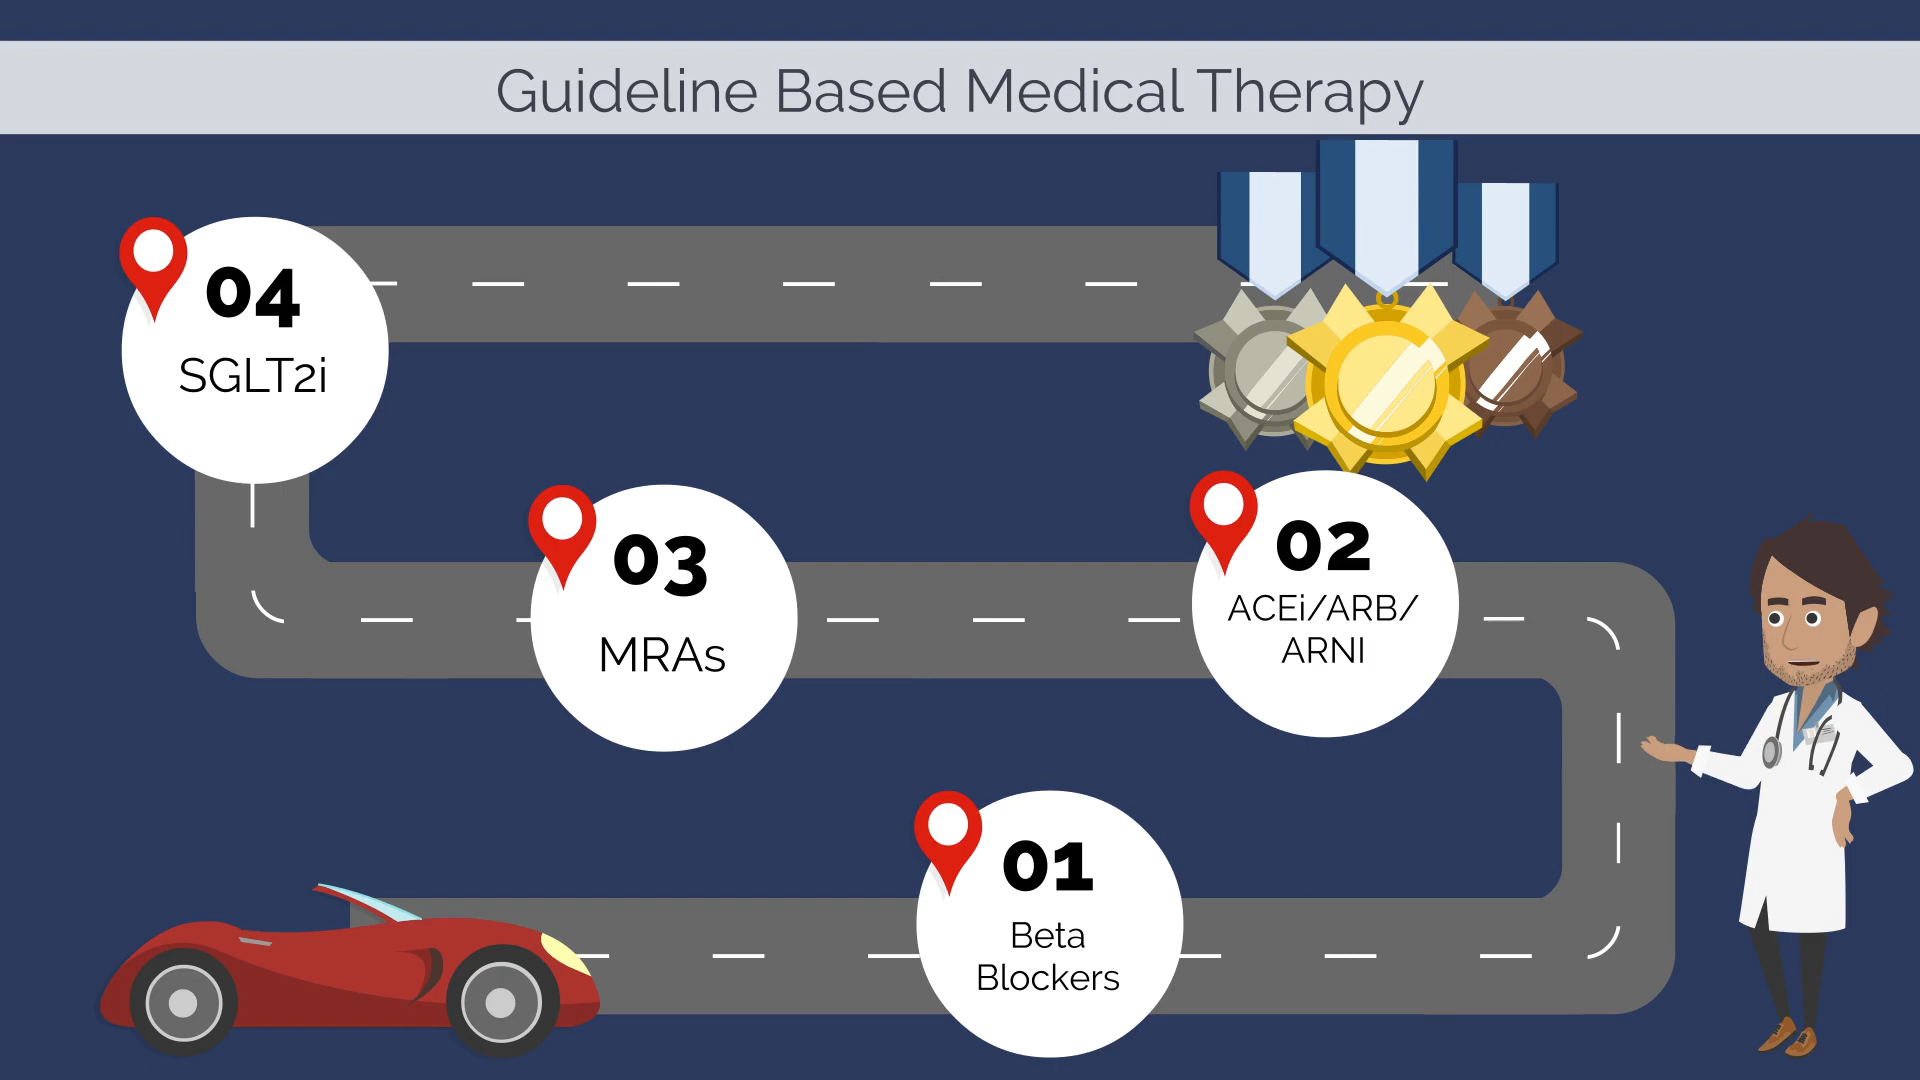 Guideline Based Medical Therapy
04
SGLT2i
03
MRAs
02
ACEi/ARB/
ARNI
01
Beta
Blockers